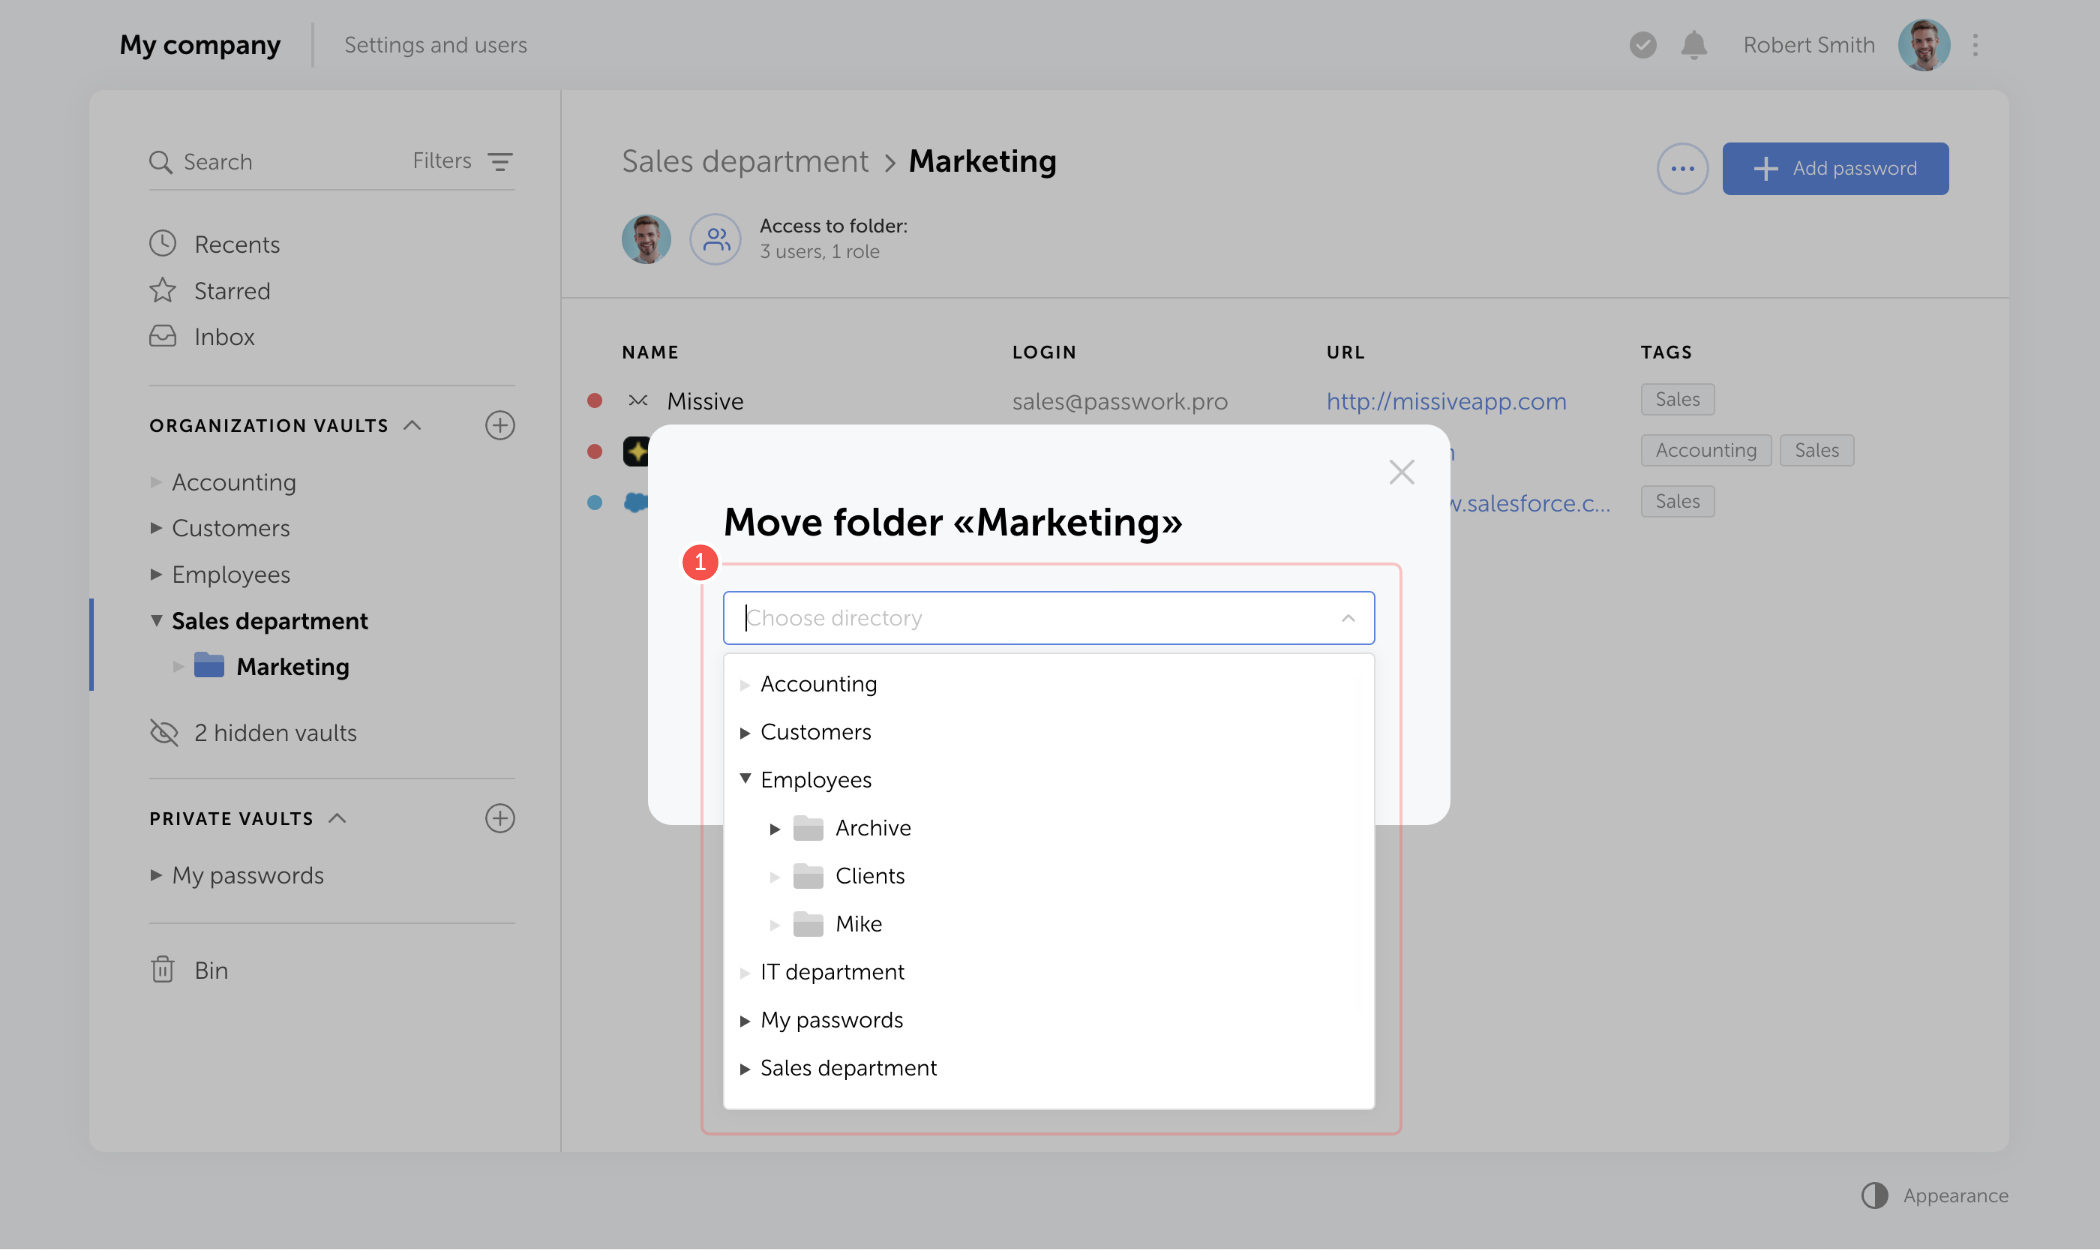 My company
Settings and users
Robert Smith
Search
Filters
Recents
Starred
Inbox
ORGANIZATION VAULTS
Accounting
Customers
Employees
Sales department
Marketing
2 hidden vaults
PRIVATE VAULTS
My passwords
Bin
Sales department > Marketing
Add password
Access to folder:
3 users, 1 role
NAME LOGIN URL TAGS
Missive sales@passwork.pro http://missiveapp.com Sales
Accounting Sales
.salesforce.c... Sales
Move folder «Marketing»
1
Choose directory
Accounting
Customers
Employees
Archive
Clients
Mike
IT department
My passwords
Sales department
Appearance